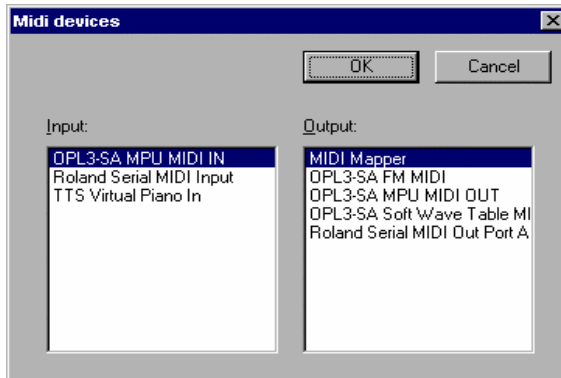 Midi devices
OK Cancel
Input:
OPL3-SA MPU MIDI IN
Roland Serial MIDI Input
TTS Virtual Piano In
Output:
MIDI Mapper
OPL3-SA FM MIDI
OPL3-SA MPU MIDI OUT
OPL3-SA Soft Wave Table MI
Roland Serial MIDI Out Port A